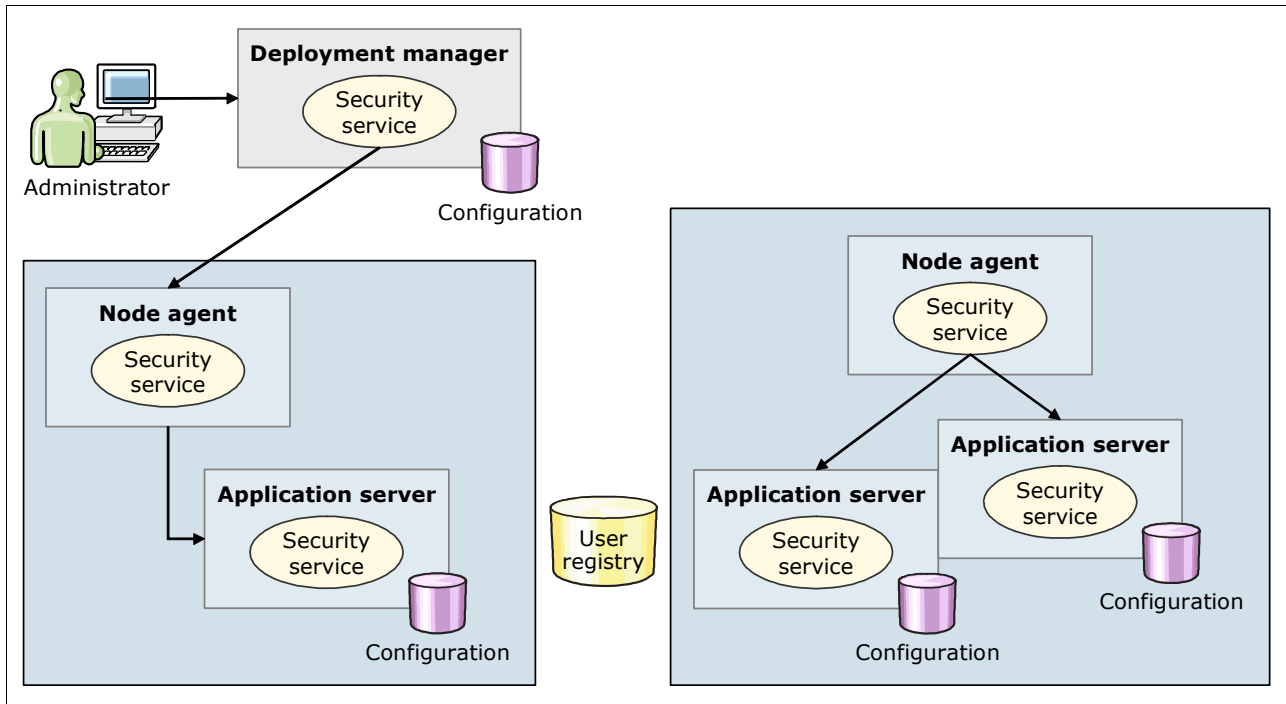 Deployment manager
Security
service
Administrator
Configuration
Node agent
Security
service
Application server
Security
service
Configuration
User
registry
Node agent
Security
service
Application server
Security
service
Configuration
Application server
Security
service
Configuration